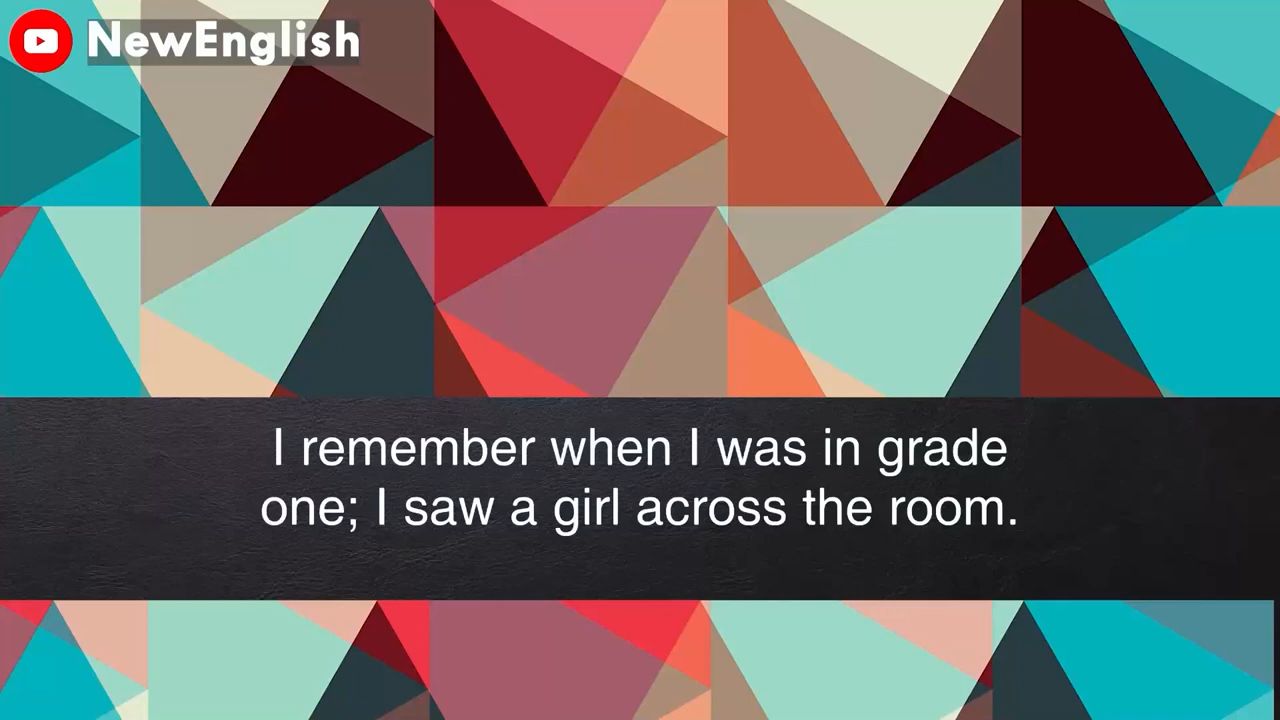 NewEnglish
I remember when I was in grade
one; I saw a girl across the room.